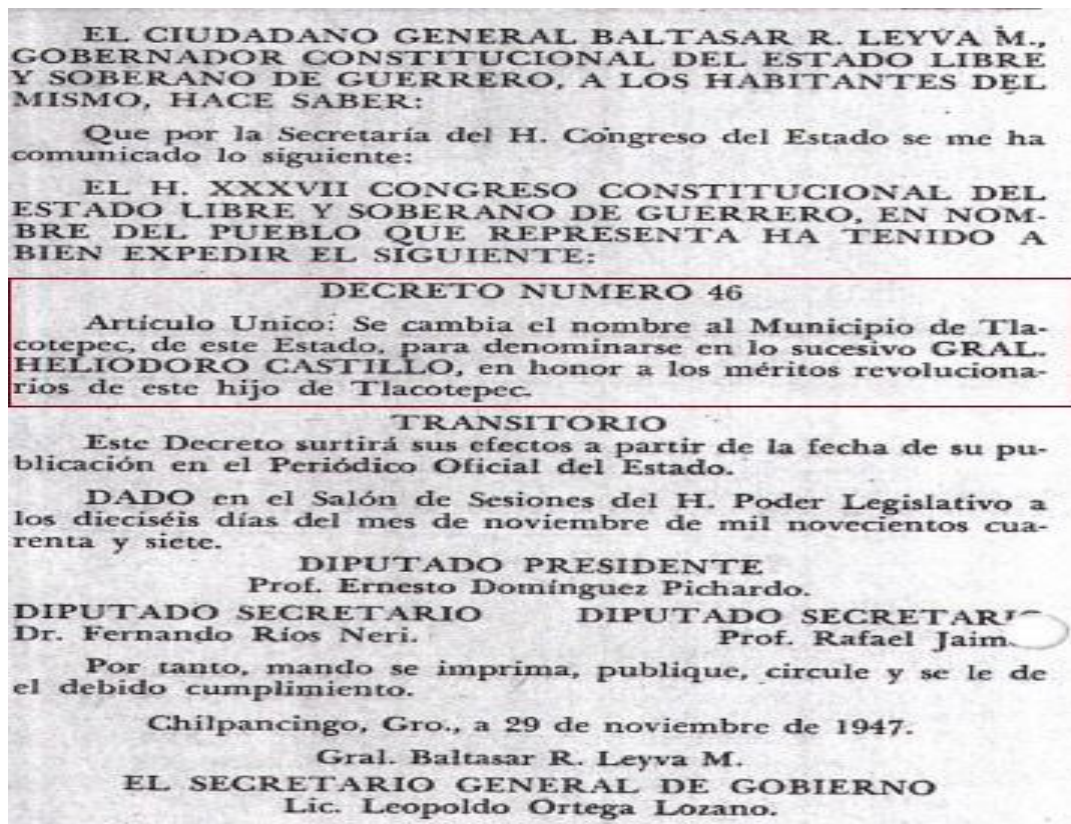 EL CIUDADANO GENERAL BALTASAR R. LEYVA M.,
GOBERNADOR CONSTITUCIONAL DEL ESTADO LIBRE
Y SOBERANO DE GUERRERO, A LOS HABITANTES DEL
MISMO, HACE SABER:
Que por la Secretaría del H. Congreso del Estado se me ha
comunicado lo siguiente:
EL H. XXXVII CONGRESO CONSTITUCIONAL DEL
ESTADO LIBRE Y SOBERANO DE GUERRERO, EN NOM-
BRE DEL PUEBLO QUE REPRESENTA HA TENIDO A
BIEN EXPEDIR EL SIGUIENTE:
DECRETO NUMERO 46
Artículo Unico: Se cambia el nombre al Municipio de Tla-
cotepec, de este Estado, para denominarse en lo sucesivo GRAL.
HELIODORO CASTILLO, en honor a los méritos revoluciona-
rios de este hijo de Tlacotepec.
TRANSITORIO
Este Decreto surtirá sus efectos a partir de la fecha de su pu-
blicación en el Periódico Oficial del Estado.
DADO en el Salón de Sesiones del H. Poder Legislativo a
los dieciséis días del mes de noviembre de mil novecientos cua-
renta y siete.
DIPUTADO PRESIDENTE
Prof. Ernesto Domínguez Pichardo.
DIPUTADO SECRETARIO DIPUTADO SECRETARIO
Dr. Fernando Ríos Neri. Prof. Rafael Jaim
Por tanto, mando se imprima, publique, circule y se le de
el debido cumplimiento.
Chilpancingo, Gro., a 29 de noviembre de 1947.
Gral. Baltasar R. Leyva M.
EL SECRETARIO GENERAL DE GOBIERNO
Lic. Leopoldo Ortega Lozano.